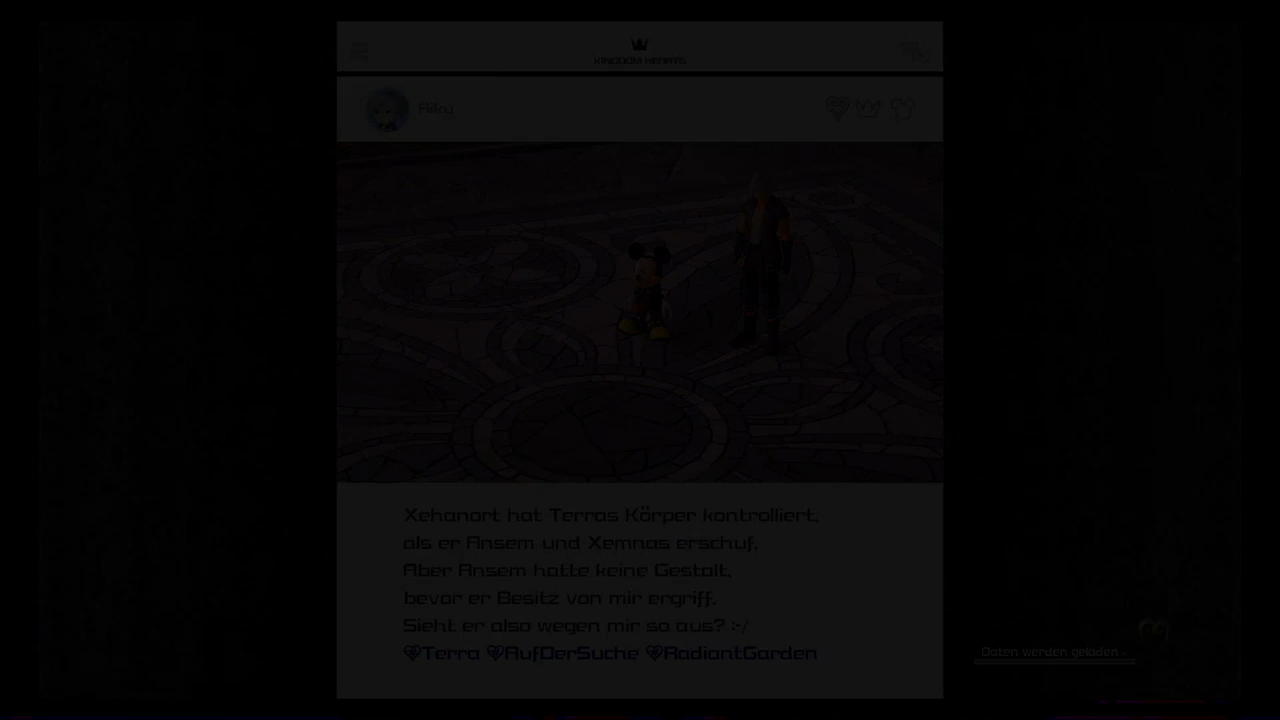 KINGDOM HEARTS
Riku
Xehanort hat Terras Körper kontrolliert,
als er Ansem und Xemnas erschuf.
Aber Ansem hatte keine Gestalt,
bevor er Besitz von mir ergriff.
Sieht er also wegen mir so aus? :-/
Terra AufDerSuche RadiantGarden
Daten werden geladen